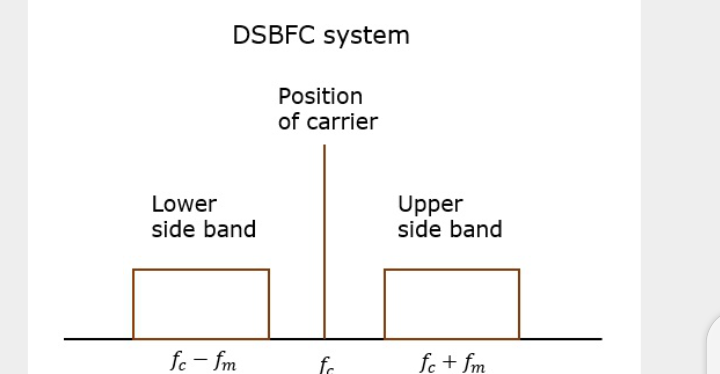 DSBFC system
Position
of carrier
Lower
side band
Upper
side band
fc − fm
fc
fc + fm